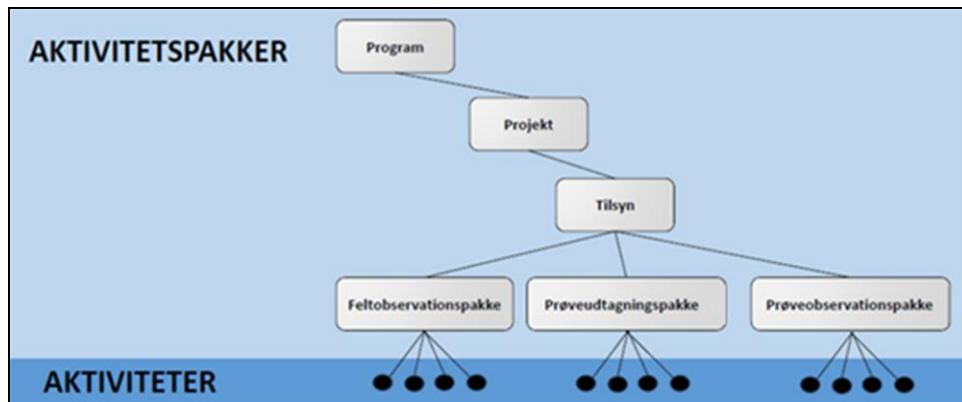 AKTIVITETSPAKKER
Program
Projekt
Tilsyn
Feltobservationspakke
Prøveudtagningspakke
Prøveobservationspakke
AKTIVITETER